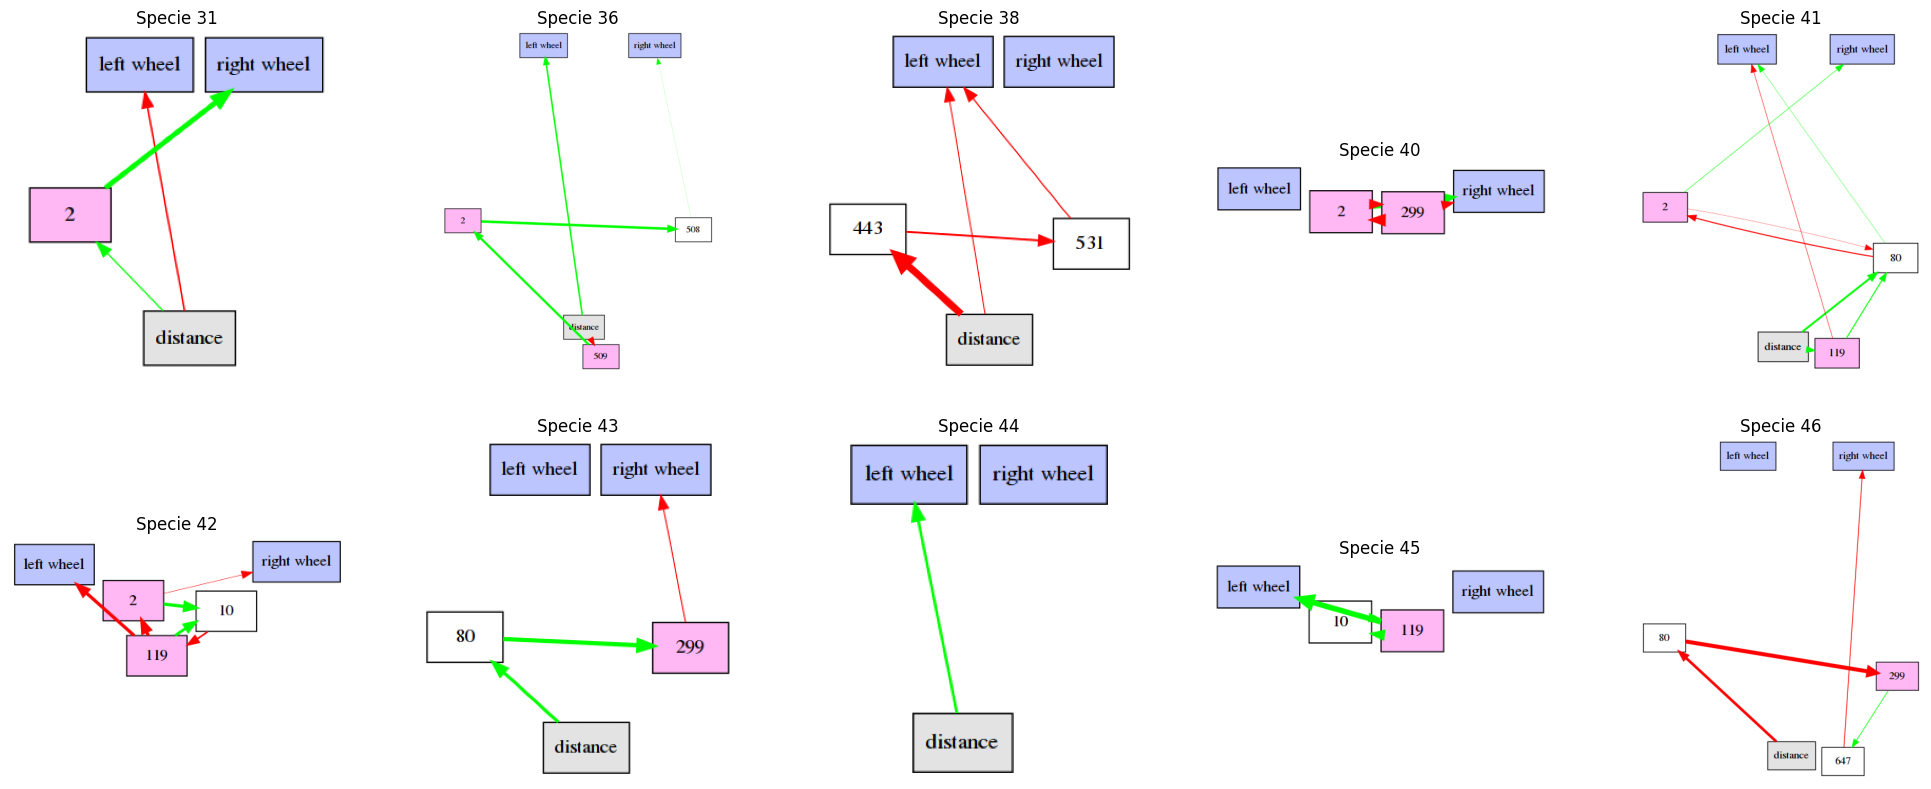 Specie 31
left wheel
right wheel
2
distance
Specie 36
left wheel
right wheel
2
508
distance
509
Specie 38
left wheel
right wheel
443
531
distance
Specie 40
left wheel
2
299
right wheel
Specie 41
left wheel
right wheel
2
80
distance
119
Specie 42
left wheel
right wheel
2
10
119
Specie 43
left wheel
right wheel
80
299
distance
Specie 44
left wheel
right wheel
distance
Specie 45
left wheel
10
119
right wheel
Specie 46
left wheel
right wheel
80
299
distance
647